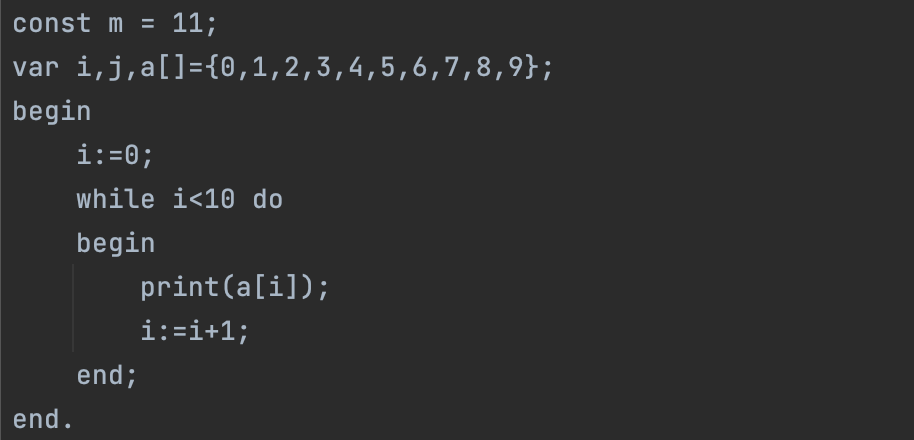 const m = 11;
var i,j,a[]={0,1,2,3,4,5,6,7,8,9};
begin
    i:=0;
    while i<10 do
    begin
        print(a[i]);
        i:=i+1;
    end;
end.